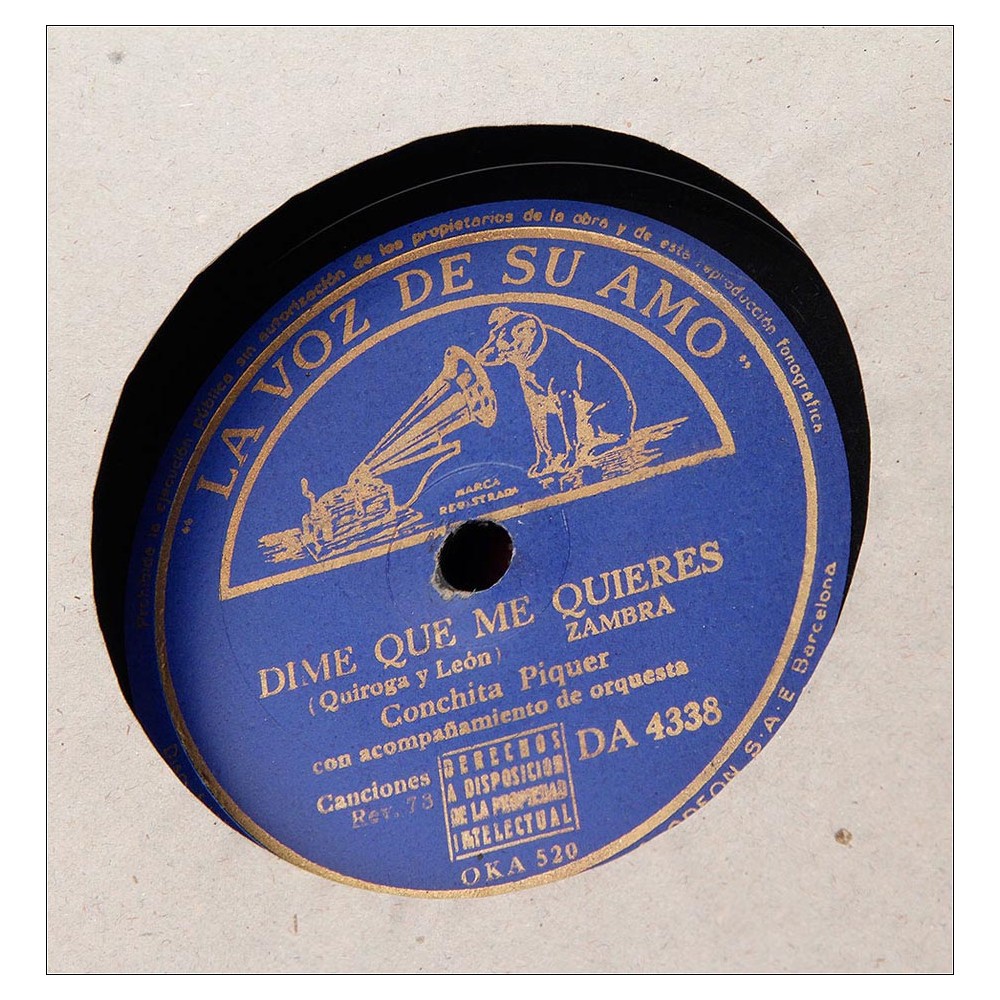 Prohibida la ejecución pública sin autorización de los propietarios de la obra y de esta reproducción fonográfica
"LA VOZ DE SU AMO"
MARCA
REGISTRADA
DIME QUE ME QUIERES
ZAMBRA
(Quiroga y León)
Conchita Piquer
con acompañamiento de orquesta
Canciones
Rev. 78
DERECHOS
A DISPOSICION
DE LA PROPIEDAD
INTELECTUAL
DA 4338
OKA 520
ODEON S.A.E Barcelona